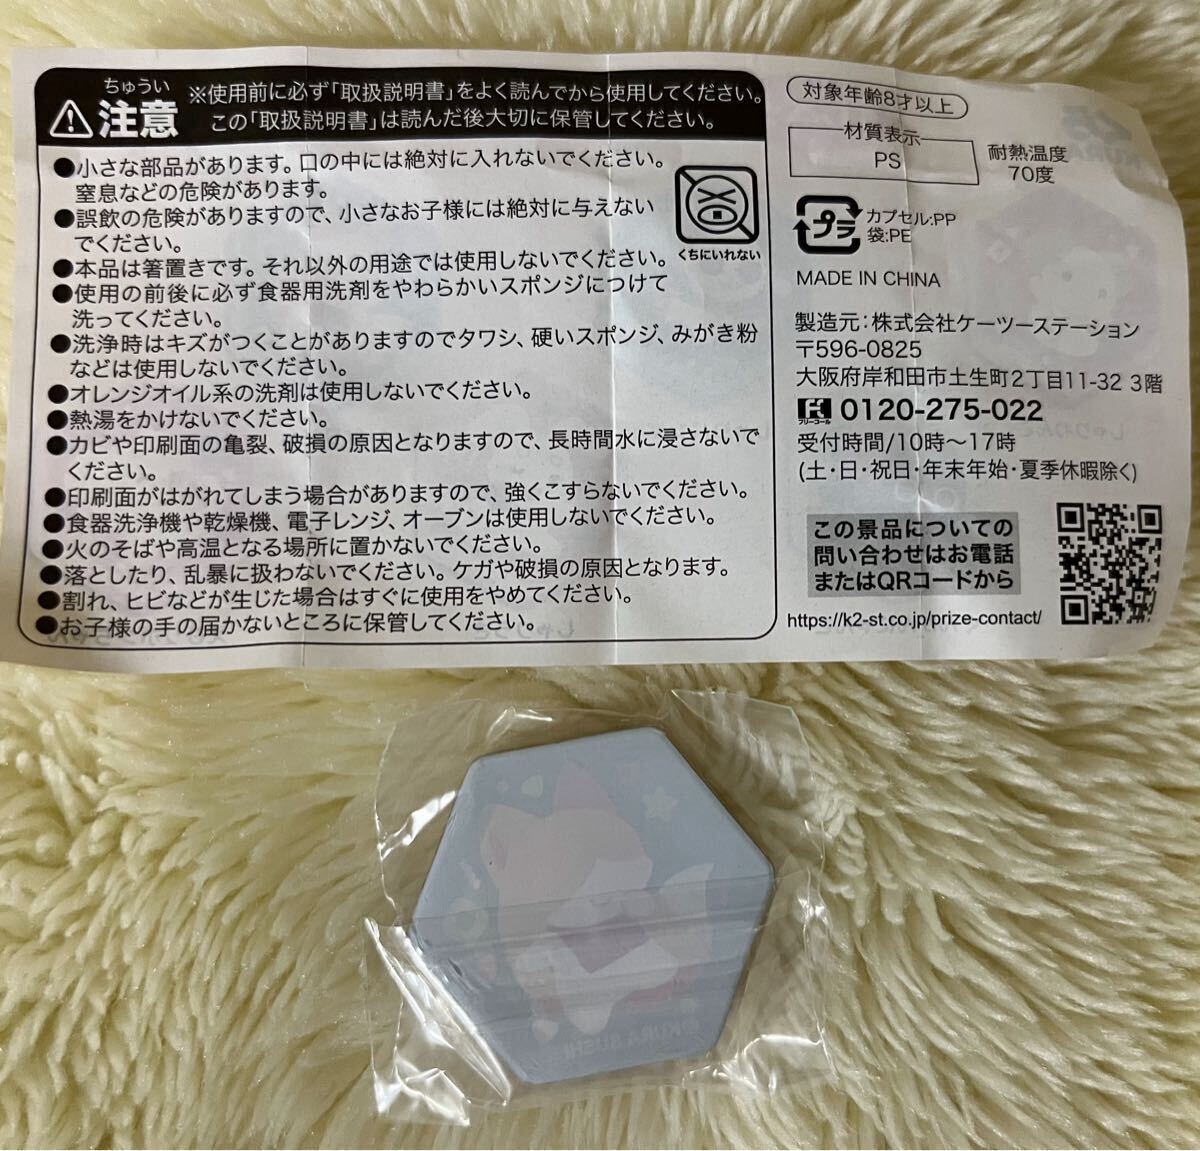 ちゅうい
注意
※使用前に必ず「取扱説明書」をよく読んでから使用してください。
この「取扱説明書」は読んだ後大切に保管してください。
●小さな部品があります。口の中には絶対に入れないでください。
窒息などの危険があります。
●誤飲の危険がありますので、小さなお子様には絶対に与えない
でください。
●本品は箸置きです。それ以外の用途では使用しないでください。
●使用の前後に必ず食器用洗剤をやわらかいスポンジにつけて
洗ってください。
●洗浄時はキズがつくことがありますのでタワシ、硬いスポンジ、みがき粉
などは使用しないでください。
●オレンジオイル系の洗剤は使用しないでください。
●熱湯をかけないでください。
●カビや印刷面の亀裂、破損の原因となりますので、長時間水に浸さないで
ください。
●印刷面がはがれてしまう場合がありますので、強くこすらないでください。
●食器洗浄機や乾燥機、電子レンジ、オーブンは使用しないでください。
●火のそばや高温となる場所に置かないでください。
●落としたり、乱暴に扱わないでください。ケガや破損の原因となります。
●割れ、ヒビなどが生じた場合はすぐに使用をやめてください。
●お子様の手の届かないところに保管してください。
くちにいれない
対象年齢8才以上
材質表示
PS
耐熱温度
70度
プラ
カプセル:PP
袋:PE
MADE IN CHINA
製造元:株式会社ケーツーステーション
〒596-0825
大阪府岸和田市土生町2丁目11-32 3階
フリーコール
0120-275-022
受付時間/10時〜17時
(土・日・祝日・年末年始・夏季休暇除く)
この景品についての
問い合わせはお電話
またはQRコードから
https://k2-st.co.jp/prize-contact/
KURA SUSHI